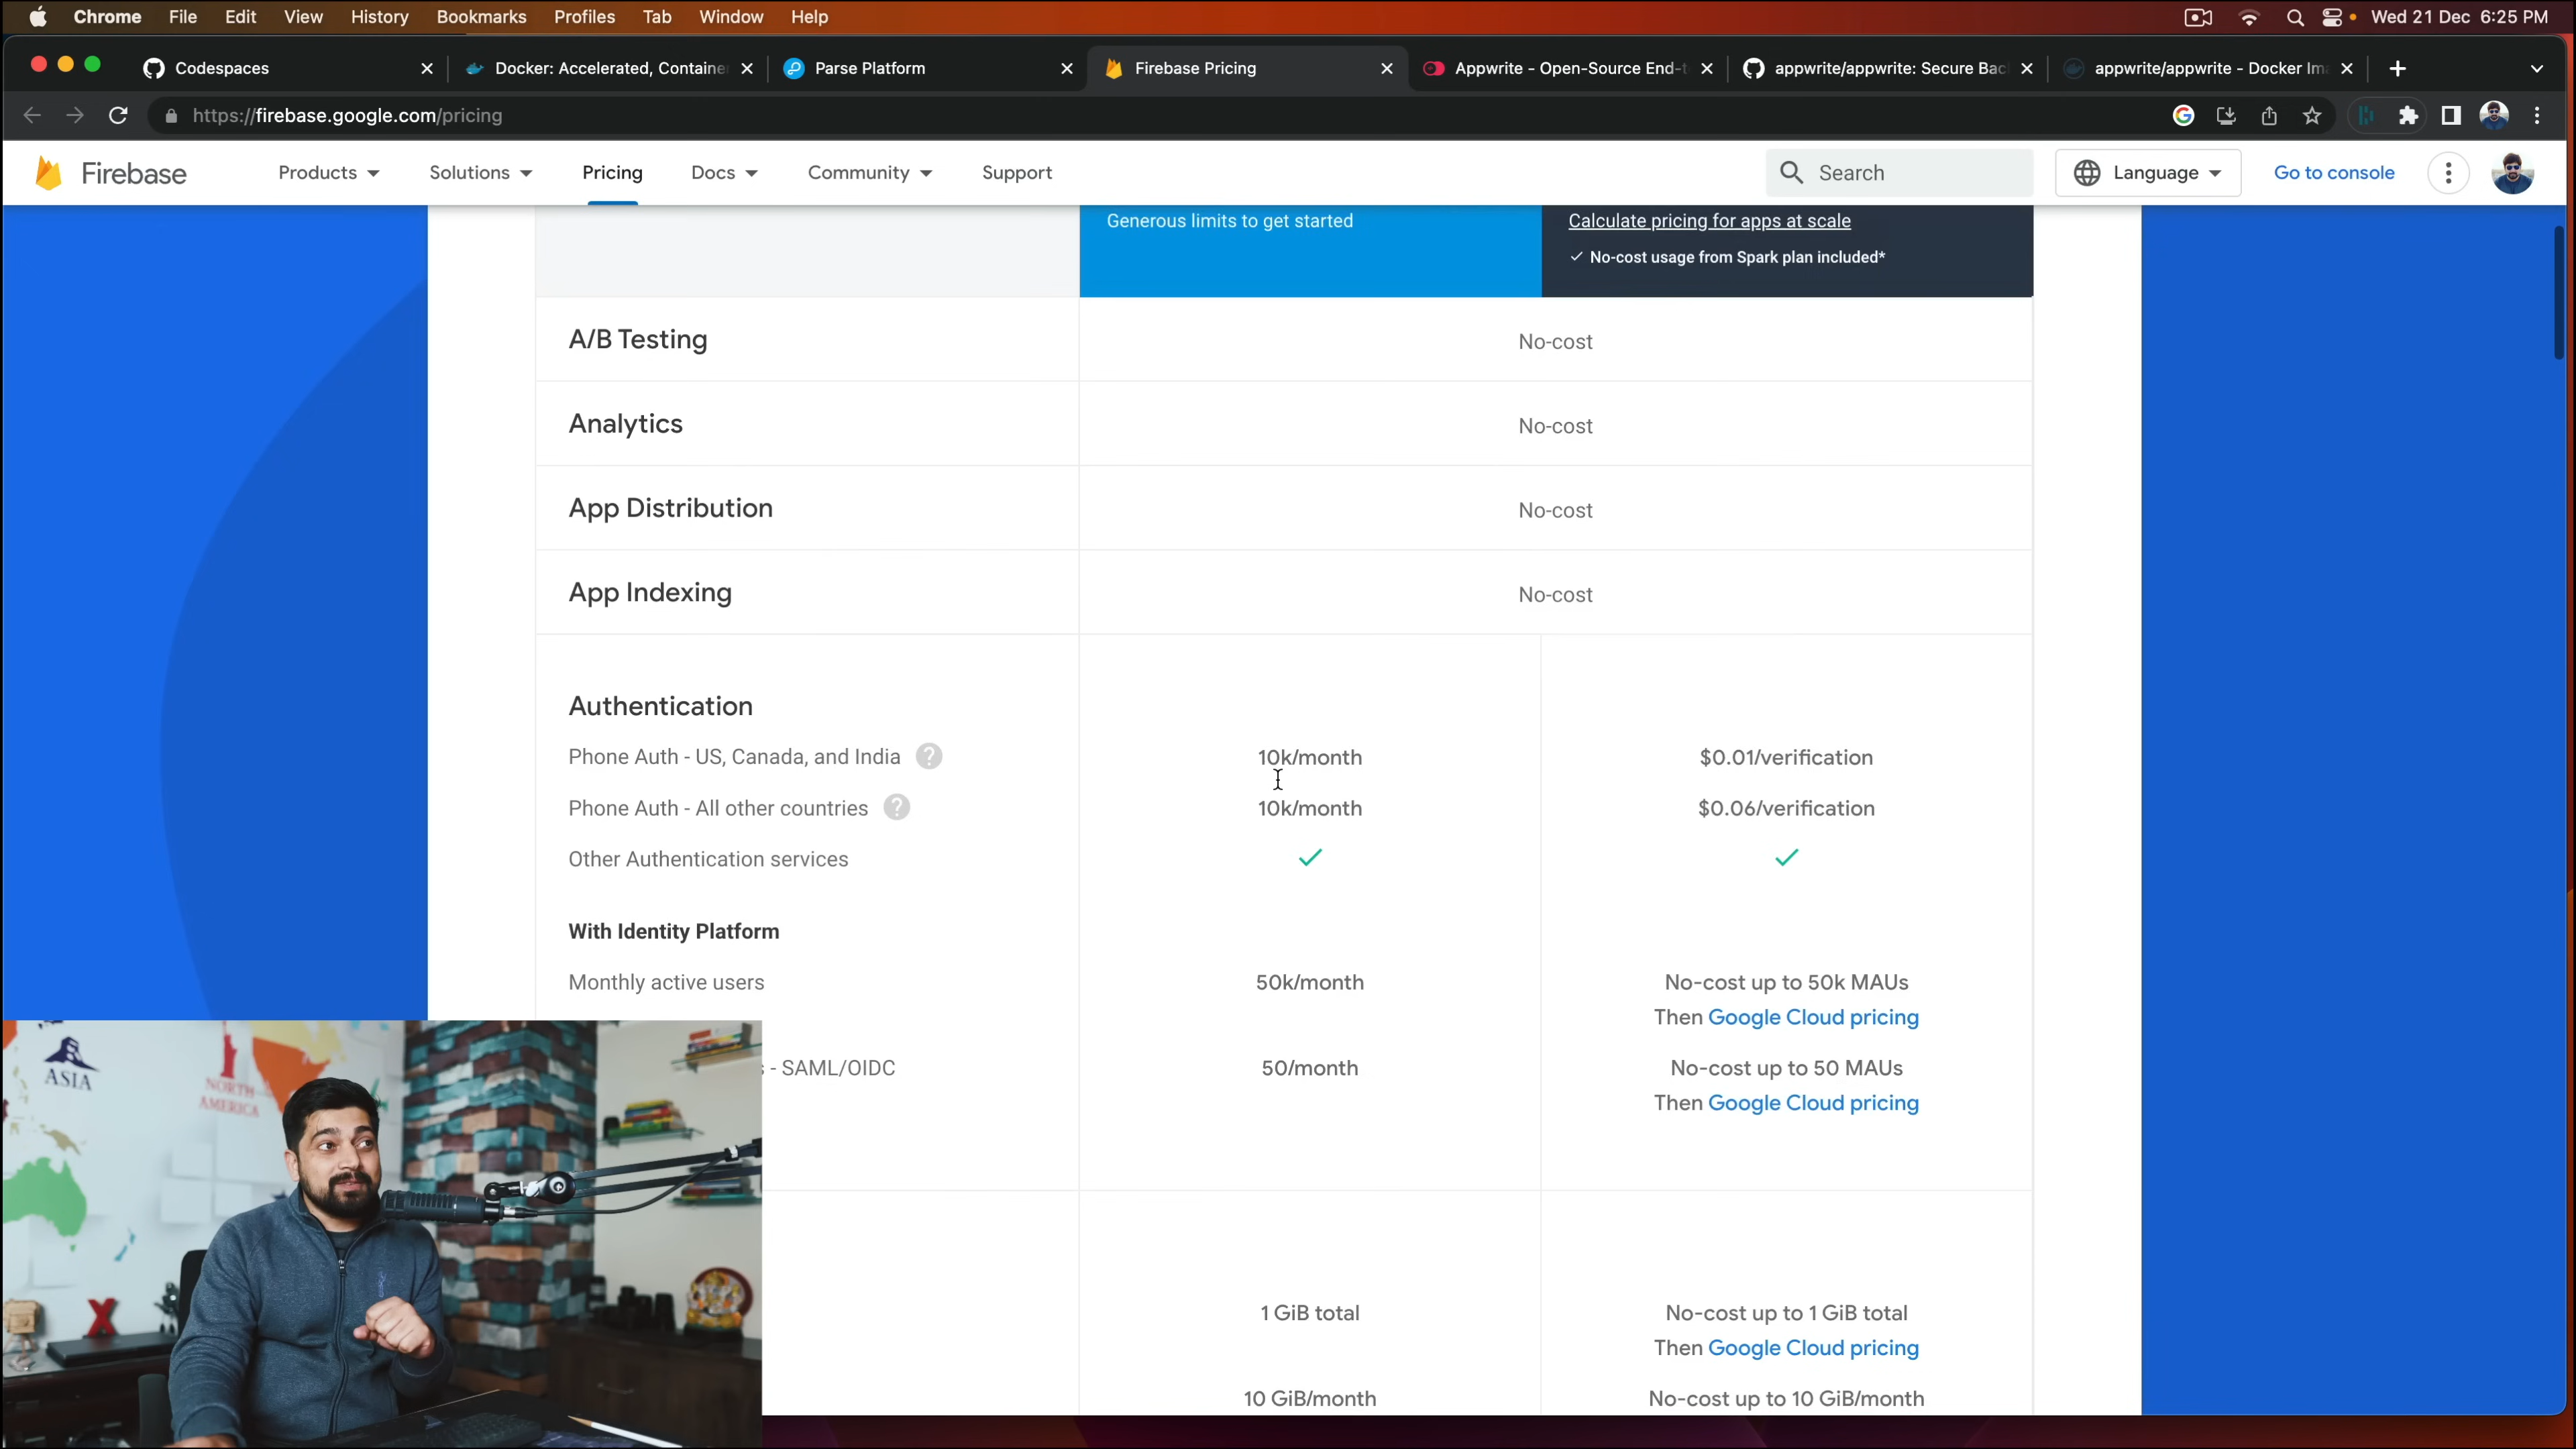 Chrome File Edit View History Bookmarks Profiles Tab Window Help Wed 21 Dec 6:25 PM
Codespaces Docker: Accelerated, Containe Parse Platform Firebase Pricing Appwrite - Open-Source End-t appwrite/appwrite: Secure Bac appwrite/appwrite - Docker Ima
https://firebase.google.com/pricing
Firebase Products Solutions Pricing Docs Community Support Search Language Go to console
Generous limits to get started Calculate pricing for apps at scale
✓ No-cost usage from Spark plan included*
A/B Testing No-cost
Analytics No-cost
App Distribution No-cost
App Indexing No-cost
Authentication
Phone Auth - US, Canada, and India ? 10k/month $0.01/verification
Phone Auth - All other countries ? 10k/month $0.06/verification
Other Authentication services ✓ ✓
With Identity Platform
Monthly active users 50k/month No-cost up to 50k MAUs
Then Google Cloud pricing
- SAML/OIDC 50/month No-cost up to 50 MAUs
Then Google Cloud pricing
1 GiB total No-cost up to 1 GiB total
Then Google Cloud pricing
10 GiB/month No-cost up to 10 GiB/month
ASIA
NORTH
AMERICA